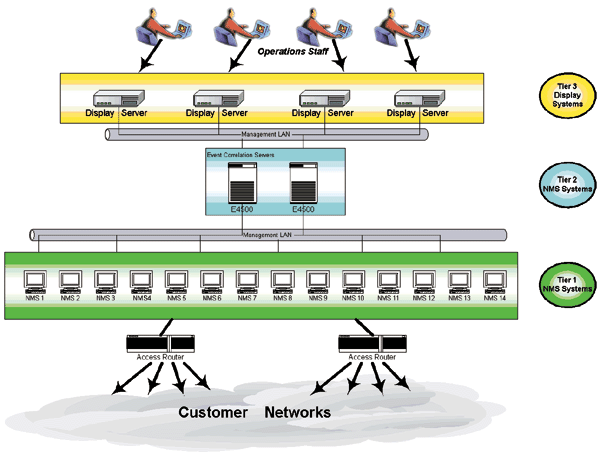 Operations Staff
Tier 3
Display
Systems
Display Server
Display Server
Display Server
Display Server
Management LAN
Event Correlation Servers
Tier 2
NMS Systems
E4500
E4500
Management LAN
Tier 1
NMS Systems
NMS 1
NMS 2
NMS 3
NMS4
NMS 5
NMS 6
NMS 7
NMS 8
NMS 9
NMS 10
NMS 11
NMS 12
NMS 13
NMS 14
Access Router
Access Router
Customer Networks